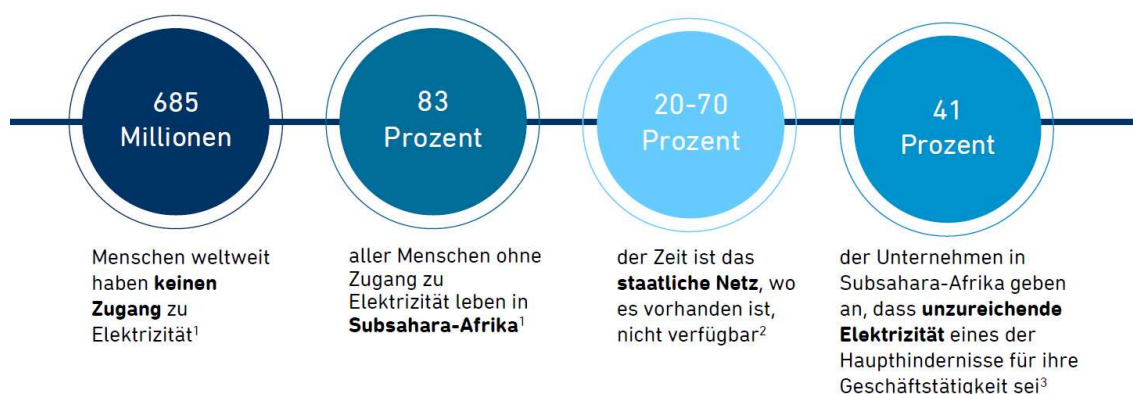 685
Millionen
Menschen weltweit
haben keinen
Zugang zu
Elektrizität¹
83
Prozent
aller Menschen ohne
Zugang zu
Elektrizität leben in
Subsahara-Afrika¹
20-70
Prozent
der Zeit ist das
staatliche Netz, wo
es vorhanden ist,
nicht verfügbar²
41
Prozent
der Unternehmen in
Subsahara-Afrika geben
an, dass unzureichende
Elektrizität eines der
Haupthindernisse für ihre
Geschäftstätigkeit sei³